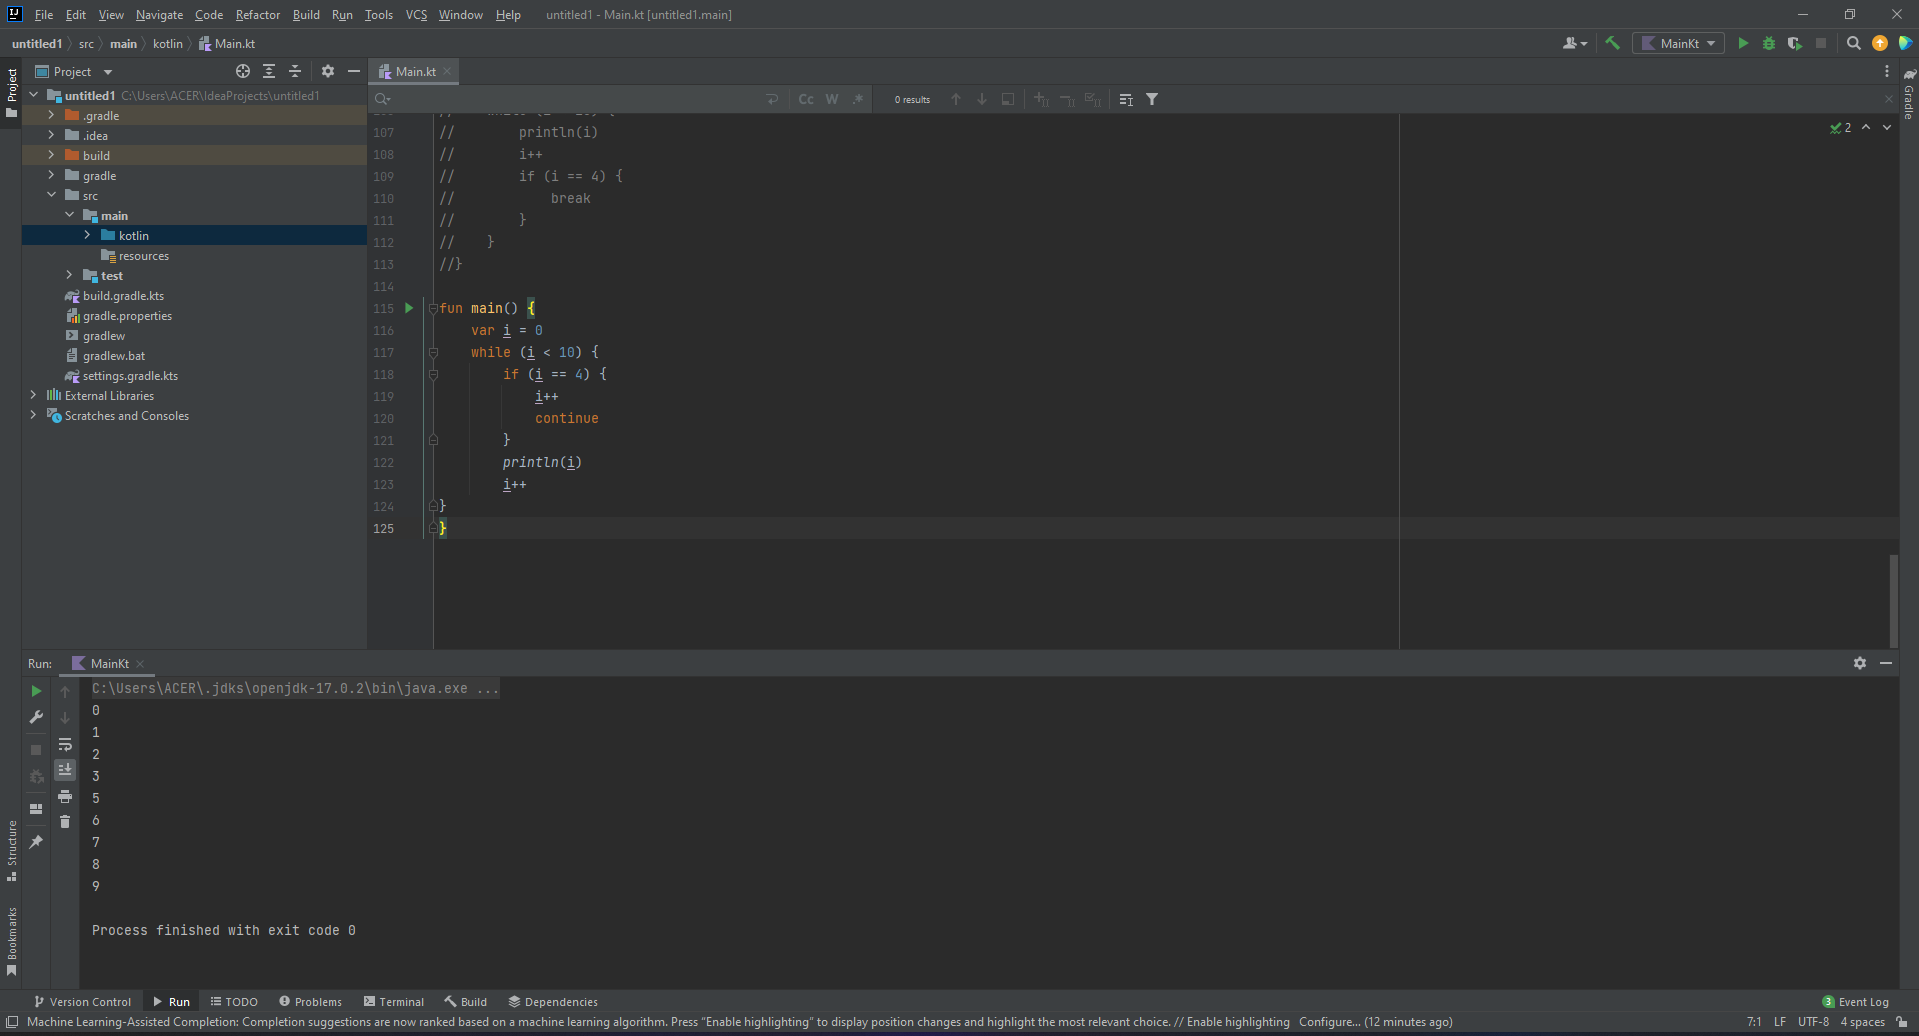 File Edit View Navigate Code Refactor Build Run Tools VCS Window Help untitled1 - Main.kt [untitled1.main]
untitled1 src main kotlin Main.kt MainKt
Project Main.kt
Project
untitled1 C:\Users\ACER\IdeaProjects\untitled1
Cc W .* 0 results
Gradle
.gradle
.idea
build
gradle
src
main
kotlin
resources
test
build.gradle.kts
gradle.properties
gradlew
gradlew.bat
settings.gradle.kts
External Libraries
Scratches and Consoles
2
107 // println(i)
108 // i++
109 // if (i == 4) {
110 // break
111 // }
112 // }
113 //}
114
115 fun main() {
116 var i = 0
117 while (i < 10) {
118 if (i == 4) {
119 i++
120 continue
121 }
122 println(i)
123 i++
124 }
125 }
Run: MainKt
C:\Users\ACER\.jdks\openjdk-17.0.2\bin\java.exe ...
0
1
2
3
5
6
7
8
9
Process finished with exit code 0
Structure
Bookmarks
Version Control Run TODO Problems Terminal Build Dependencies 3 Event Log
Machine Learning-Assisted Completion: Completion suggestions are now ranked based on a machine learning algorithm. Press "Enable highlighting" to display position changes and highlight the most relevant choice. // Enable highlighting Configure... (12 minutes ago) 7:1 LF UTF-8 4 spaces